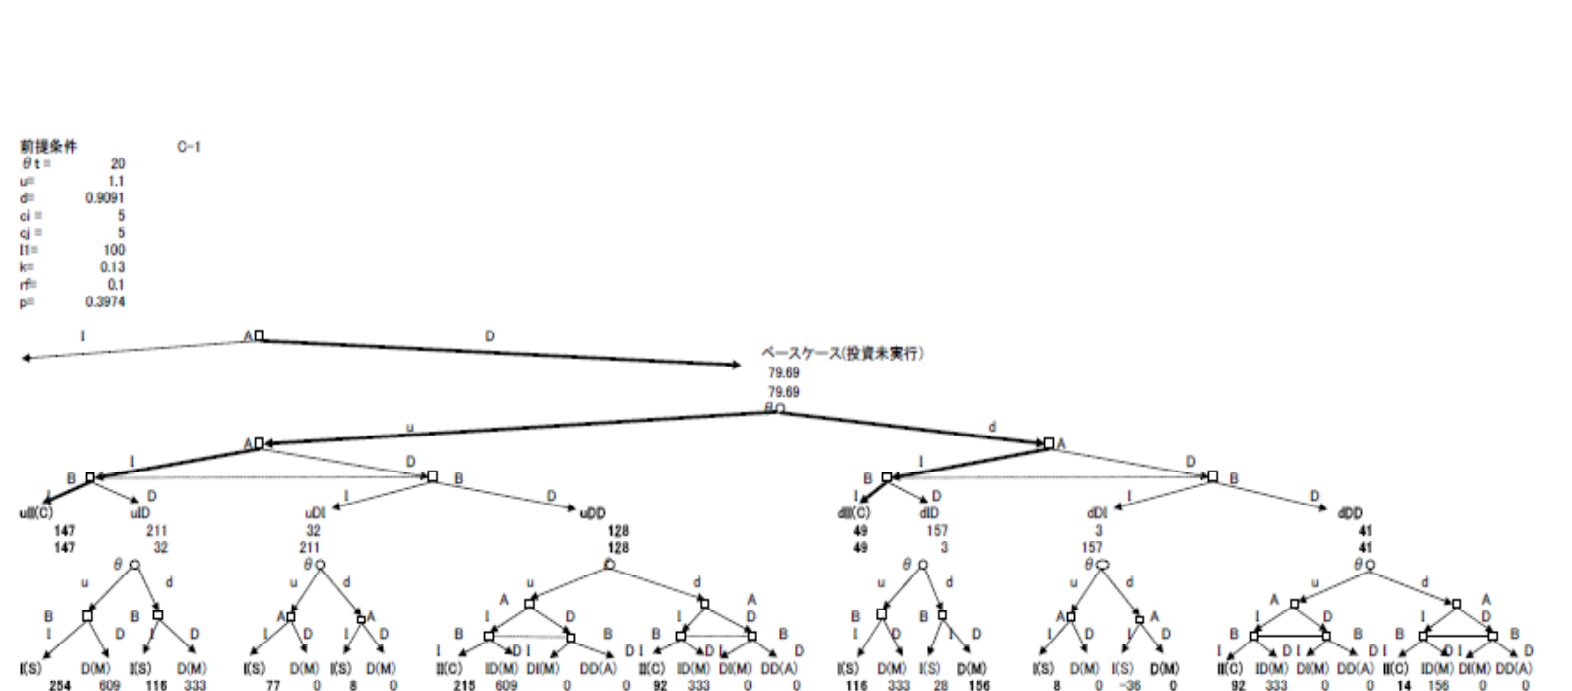 前提条件 C-1
θt= 20
u= 1.1
d= 0.9091
ci= 5
cj= 5
I1= 100
k= 0.13
rf= 0.1
p= 0.3974
I A D
ベースケース(投資未実行)
79.69
79.69
θ
u d
A A
I D I D
B B B B
I D I D I D I D
uII(C) uID uDI uDD dII(C) dID dDI dDD
147 211 32 128 49 157 3 41
147 32 211 128 49 3 157 41
θ θ θ θ θ
u d u d u d u d u d u d
A A A A
B B A A I D I D B B A A I D I D
B B B B B B B B
I D I D I D I D I D I D I D I D I D I D I D I D I D I D I D I D
I(S) D(M) I(S) D(M) I(S) D(M) I(S) D(M) II(C) ID(M) DI(M) DD(A) II(C) ID(M) DI(M) DD(A) I(S) D(M) I(S) D(M) I(S) D(M) I(S) D(M) II(C) ID(M) DI(M) DD(A) II(C) ID(M) DI(M) DD(A)
254 609 116 333 77 0 8 0 215 609 0 0 92 333 0 0 116 333 28 156 8 0 -36 0 92 333 0 0 14 156 0 0